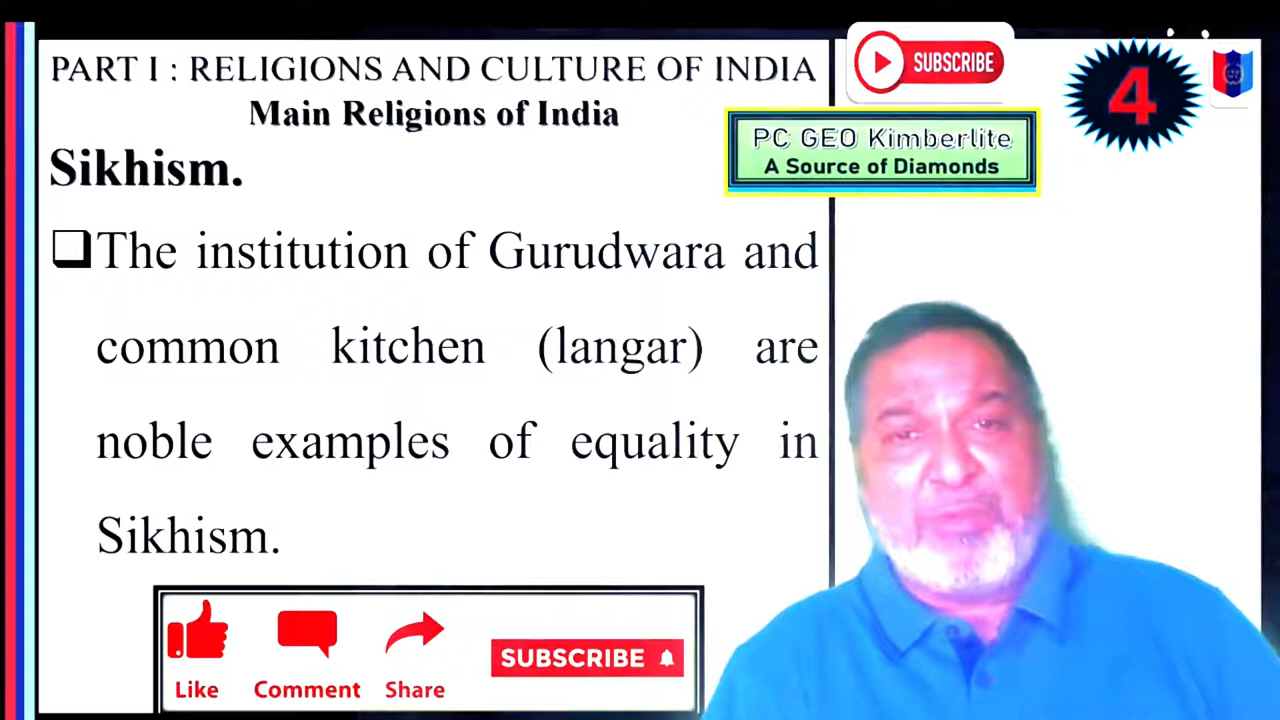 PART I : RELIGIONS AND CULTURE OF INDIA
Main Religions of India
Sikhism.
The institution of Gurudwara and
common kitchen (langar) are
noble examples of equality in
Sikhism.
SUBSCRIBE
PC GEO Kimberlite
A Source of Diamonds
4
Like
Comment
Share
SUBSCRIBE